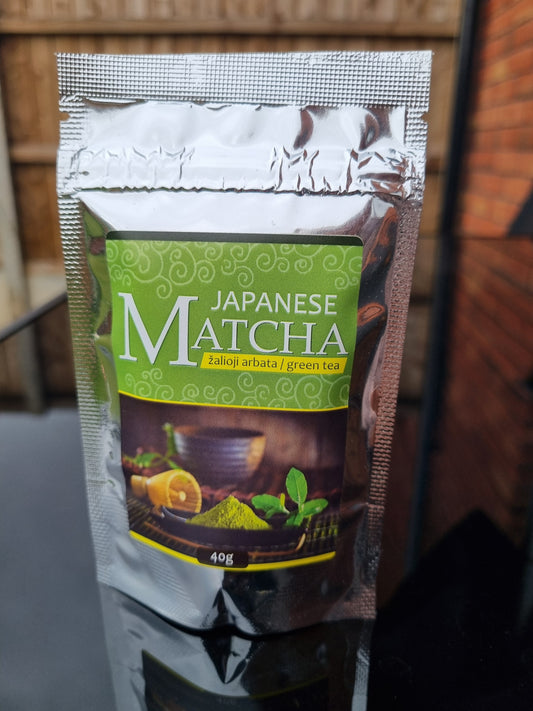 JAPANESE
MATCHA
žalioji arbata / green tea
40g